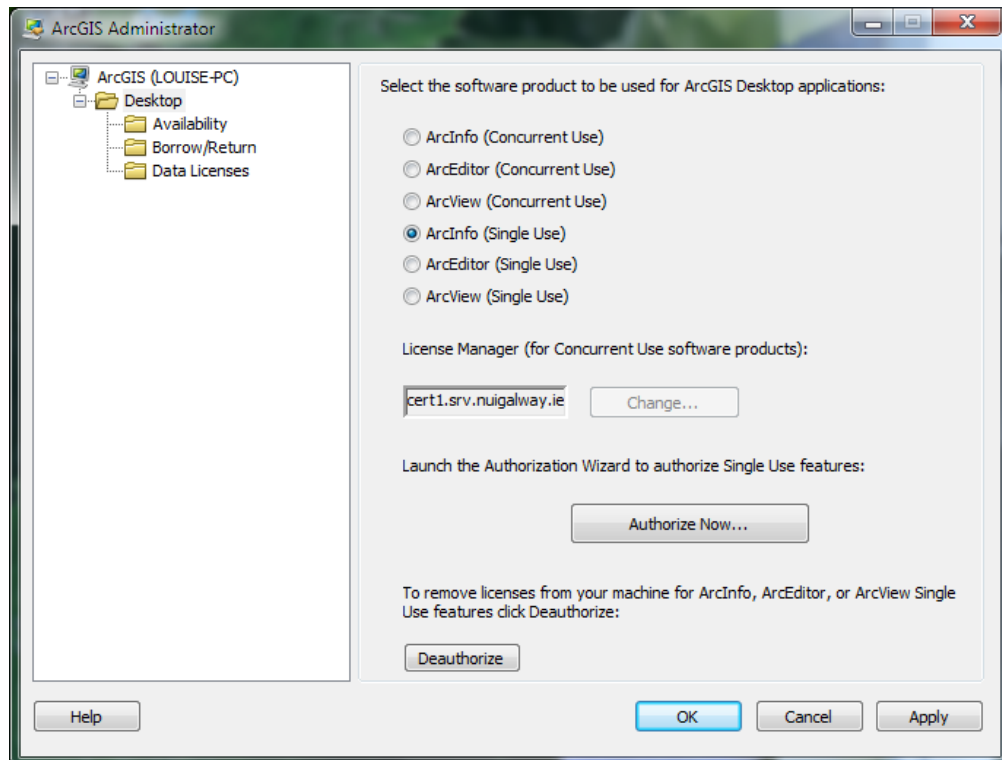 ArcGIS Administrator
ArcGIS (LOUISE-PC)
Desktop
Availability
Borrow/Return
Data Licenses
Select the software product to be used for ArcGIS Desktop applications:
ArcInfo (Concurrent Use)
ArcEditor (Concurrent Use)
ArcView (Concurrent Use)
ArcInfo (Single Use)
ArcEditor (Single Use)
ArcView (Single Use)
License Manager (for Concurrent Use software products):
cert1.srv.nuigalway.ie
Change...
Launch the Authorization Wizard to authorize Single Use features:
Authorize Now...
To remove licenses from your machine for ArcInfo, ArcEditor, or ArcView Single
Use features click Deauthorize:
Deauthorize
Help
OK
Cancel
Apply